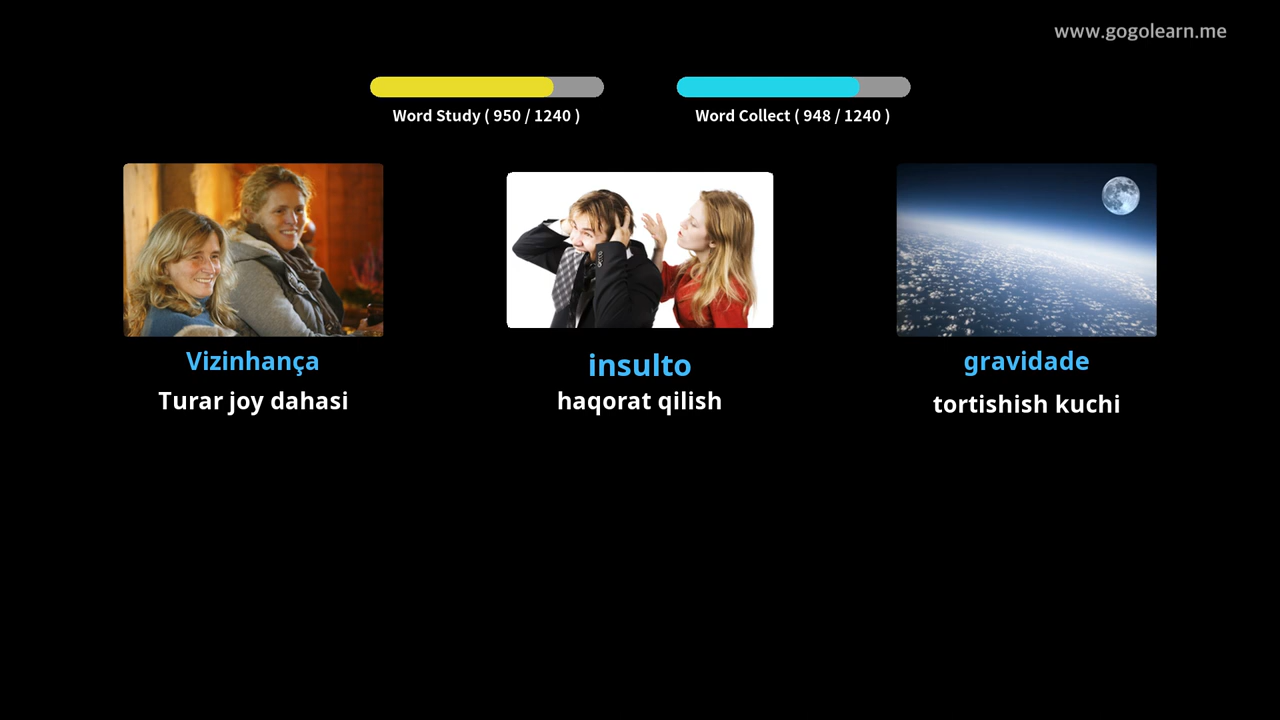 www.gogolearn.me
Word Study ( 950 / 1240 )
Word Collect ( 948 / 1240 )
Vizinhança
Turar joy dahasi
insulto
haqorat qilish
gravidade
tortishish kuchi